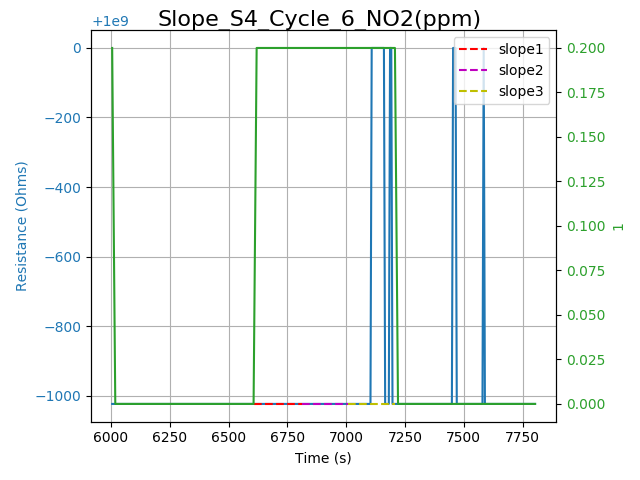 Slope_S4_Cycle_6_NO2(ppm)
+1e9
slope1
slope2
slope3
0
−200
−400
−600
−800
−1000
Resistance (Ohms)
0.200
0.175
0.150
0.125
0.100
0.075
0.050
0.025
0.000
1
6000 6250 6500 6750 7000 7250 7500 7750
Time (s)